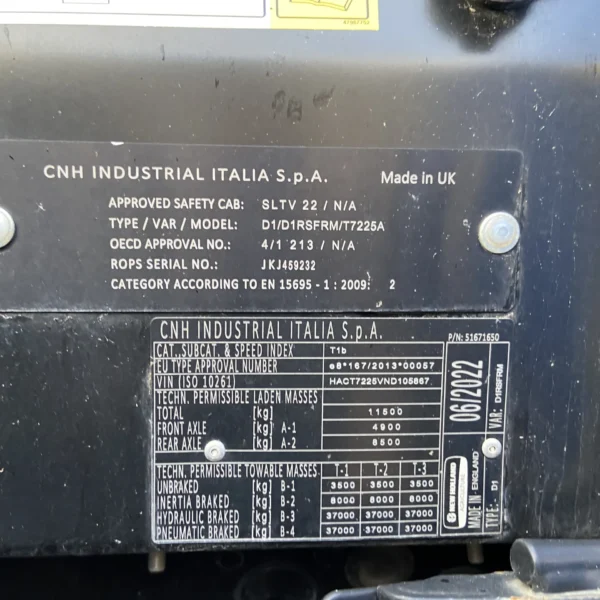 47967792
CNH INDUSTRIAL ITALIA S.p.A. Made in UK
APPROVED SAFETY CAB: SLTV 22 / N/A
TYPE / VAR / MODEL: D1/D1RSFRM/T7225A
OECD APPROVAL NO.: 4/1 213 / N/A
ROPS SERIAL NO.: JKJ459232
CATEGORY ACCORDING TO EN 15695 - 1 : 2009: 2
CNH INDUSTRIAL ITALIA S.p.A. P/N: 51671650
CAT.,SUBCAT. & SPEED INDEX T1b
EU TYPE APPROVAL NUMBER e8*167/2013*00057
VIN (ISO 10261) HACT7225VND105867
TECHN. PERMISSIBLE LADEN MASSES
TOTAL [kg] 11500
FRONT AXLE [kg] A-1 4900
REAR AXLE [kg] A-2 8500
TECHN. PERMISSIBLE TOWABLE MASSES T-1 T-2 T-3
UNBRAKED [kg] B-1 3500 3500 3500
INERTIA BRAKED [kg] B-2 8000 8000 8000
HYDRAULIC BRAKED [kg] B-3 37000 37000 37000
PNEUMATIC BRAKED [kg] B-4 37000 37000 37000
06/2022
VAR: D1RSFRM
NEW HOLLAND
MADE IN ENGLAND
TYPE: D1